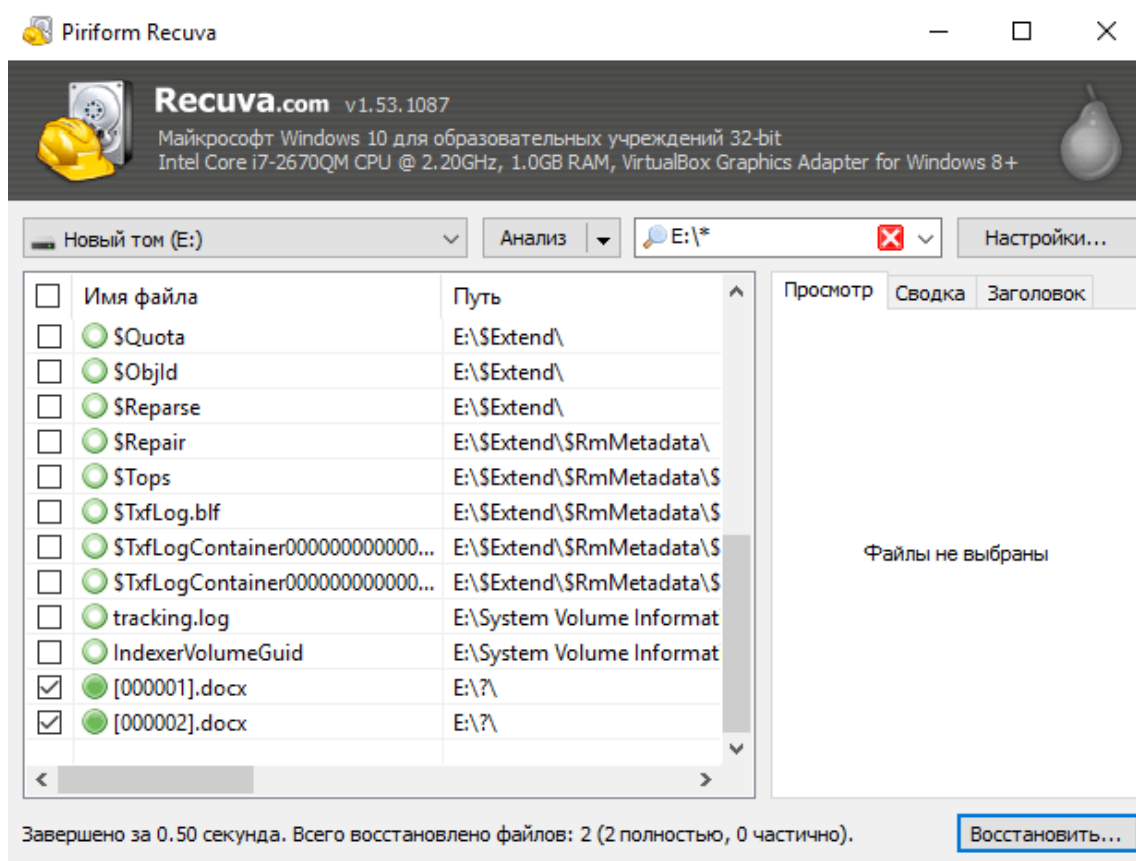 Piriform Recuva
Recuva.com v1.53.1087
Майкрософт Windows 10 для образовательных учреждений 32-bit
Intel Core i7-2670QM CPU @ 2.20GHz, 1.0GB RAM, VirtualBox Graphics Adapter for Windows 8+
Новый том (E:) Анализ E:\* Настройки...
Имя файла Путь Просмотр Сводка Заголовок
$Quota E:\$Extend\
$ObjId E:\$Extend\
$Reparse E:\$Extend\
$Repair E:\$Extend\$RmMetadata\
$Tops E:\$Extend\$RmMetadata\$
$TxfLog.blf E:\$Extend\$RmMetadata\$
$TxfLogContainer000000000000... E:\$Extend\$RmMetadata\$
Файлы не выбраны
$TxfLogContainer000000000000... E:\$Extend\$RmMetadata\$
tracking.log E:\System Volume Informat
IndexerVolumeGuid E:\System Volume Informat
[000001].docx E:\?\
[000002].docx E:\?\
Завершено за 0.50 секунда. Всего восстановлено файлов: 2 (2 полностью, 0 частично). Восстановить...